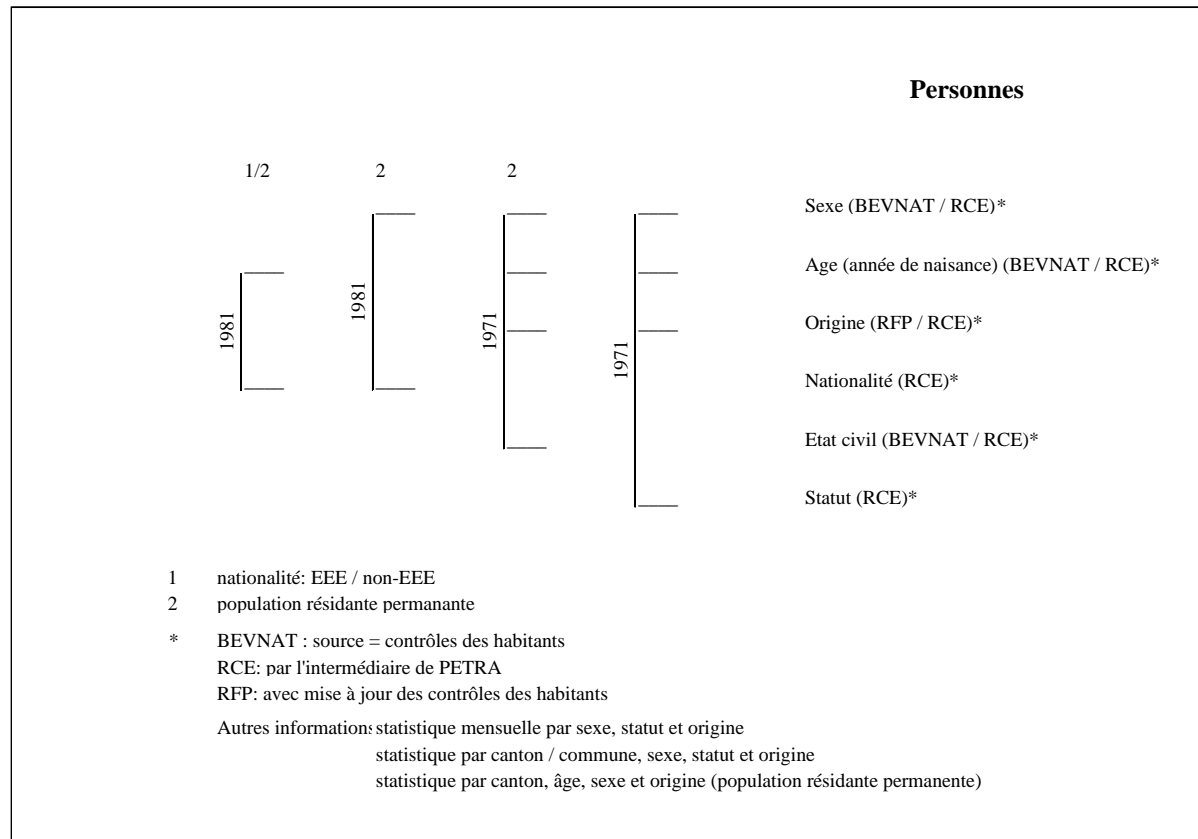 Personnes
1/2 2 2
Sexe (BEVNAT / RCE)*
Age (année de naisance) (BEVNAT / RCE)*
1981 1981 1971 1971
Origine (RFP / RCE)*
Nationalité (RCE)*
Etat civil (BEVNAT / RCE)*
Statut (RCE)*
1 nationalité: EEE / non-EEE
2 population résidante permanante
* BEVNAT : source = contrôles des habitants
RCE: par l'intermédiaire de PETRA
RFP: avec mise à jour des contrôles des habitants
Autres informations: statistique mensuelle par sexe, statut et origine
statistique par canton / commune, sexe, statut et origine
statistique par canton, âge, sexe et origine (population résidante permanente)